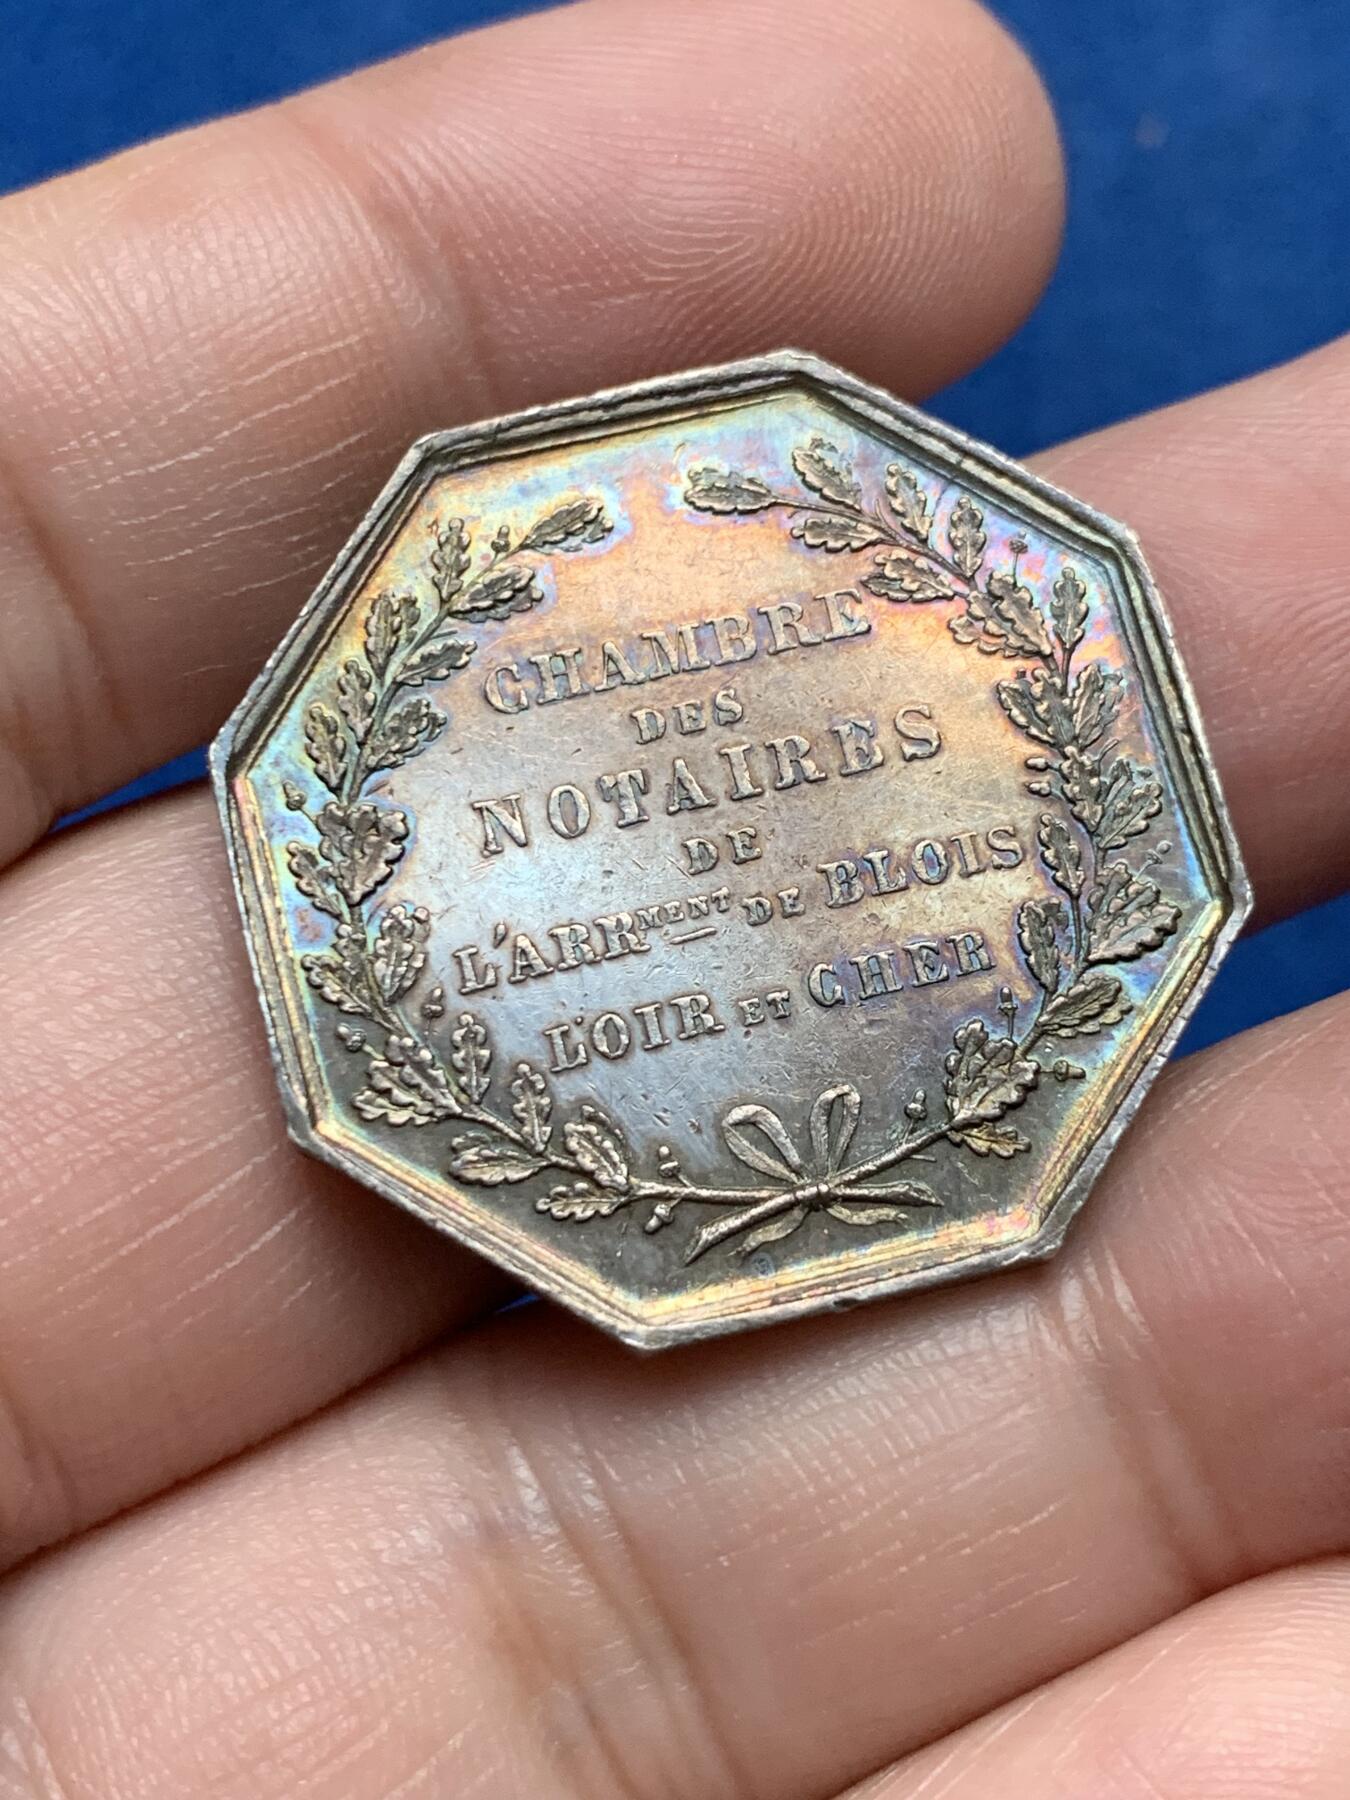 CHAMBRE
DES
NOTAIRES
DE
L'ARRMENT DE BLOIS
LOIR ET CHER